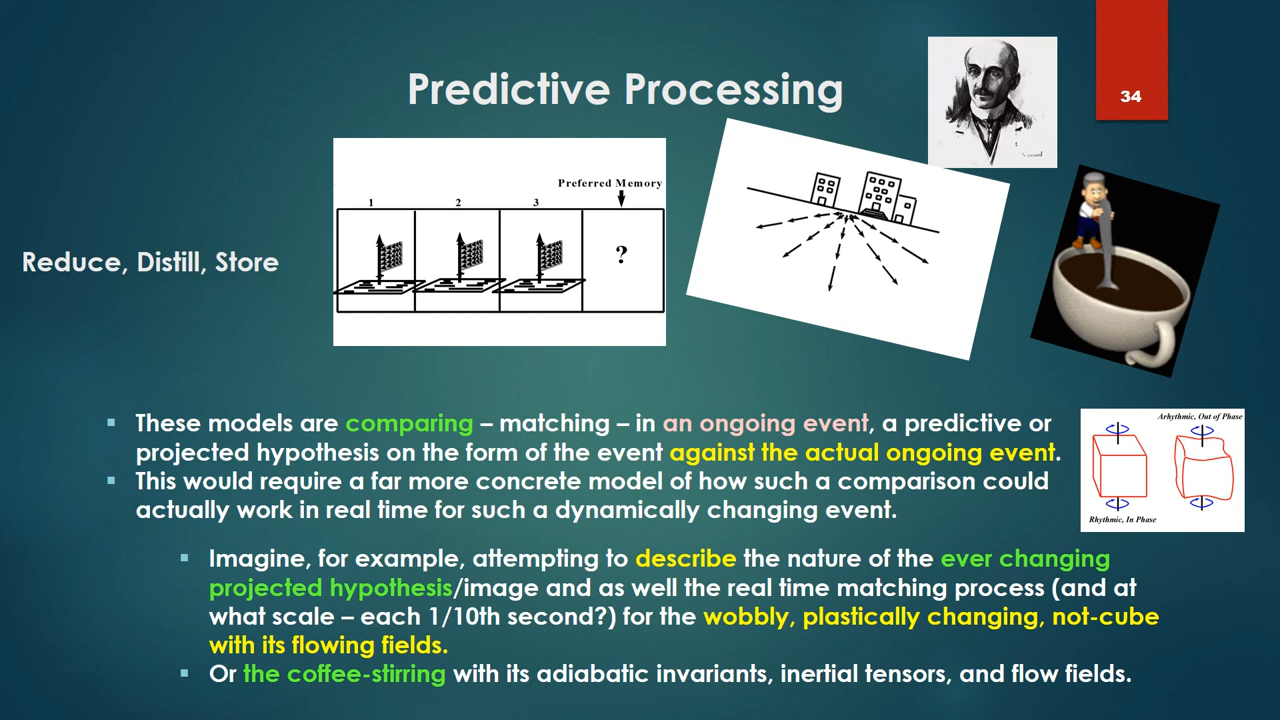 Predictive Processing
34
Preferred Memory
1 2 3
?
Reduce, Distill, Store
▪ These models are comparing – matching – in an ongoing event, a predictive or
projected hypothesis on the form of the event against the actual ongoing event.
▪ This would require a far more concrete model of how such a comparison could
actually work in real time for such a dynamically changing event.
Arhythmic, Out of Phase
Rhythmic, In Phase
▪ Imagine, for example, attempting to describe the nature of the ever changing
projected hypothesis/image and as well the real time matching process (and at
what scale – each 1/10th second?) for the wobbly, plastically changing, not-cube
with its flowing fields.
▪ Or the coffee-stirring with its adiabatic invariants, inertial tensors, and flow fields.